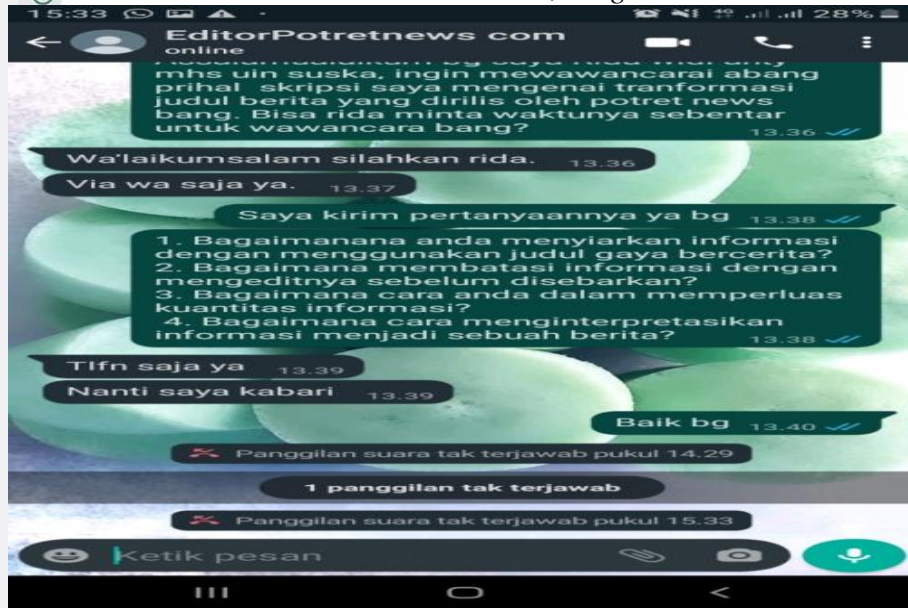 15:33
28%
EditorPotretnews com
online
mhs uin suska, ingin mewawancarai abang
prihal skripsi saya mengenai tranformasi
judul berita yang dirilis oleh potret news
bang. Bisa rida minta waktunya sebentar
untuk wawancara bang?
13.36
Wa'laikumsalam silahkan rida. 13.36
Via wa saja ya. 13.37
Saya kirim pertanyaannya ya bg 13.38
1. Bagaimanana anda menyiarkan informasi
dengan menggunakan judul gaya bercerita?
2. Bagaimana membatasi informasi dengan
mengeditnya sebelum disebarkan?
3. Bagaimana cara anda dalam memperluas
kuantitas informasi?
4. Bagaimana cara menginterpretasikan
informasi menjadi sebuah berita?
13.38
Tlfn saja ya 13.39
Nanti saya kabari 13.39
Baik bg 13.40
Panggilan suara tak terjawab pukul 14.29
1 panggilan tak terjawab
Panggilan suara tak terjawab pukul 15.33
Ketik pesan